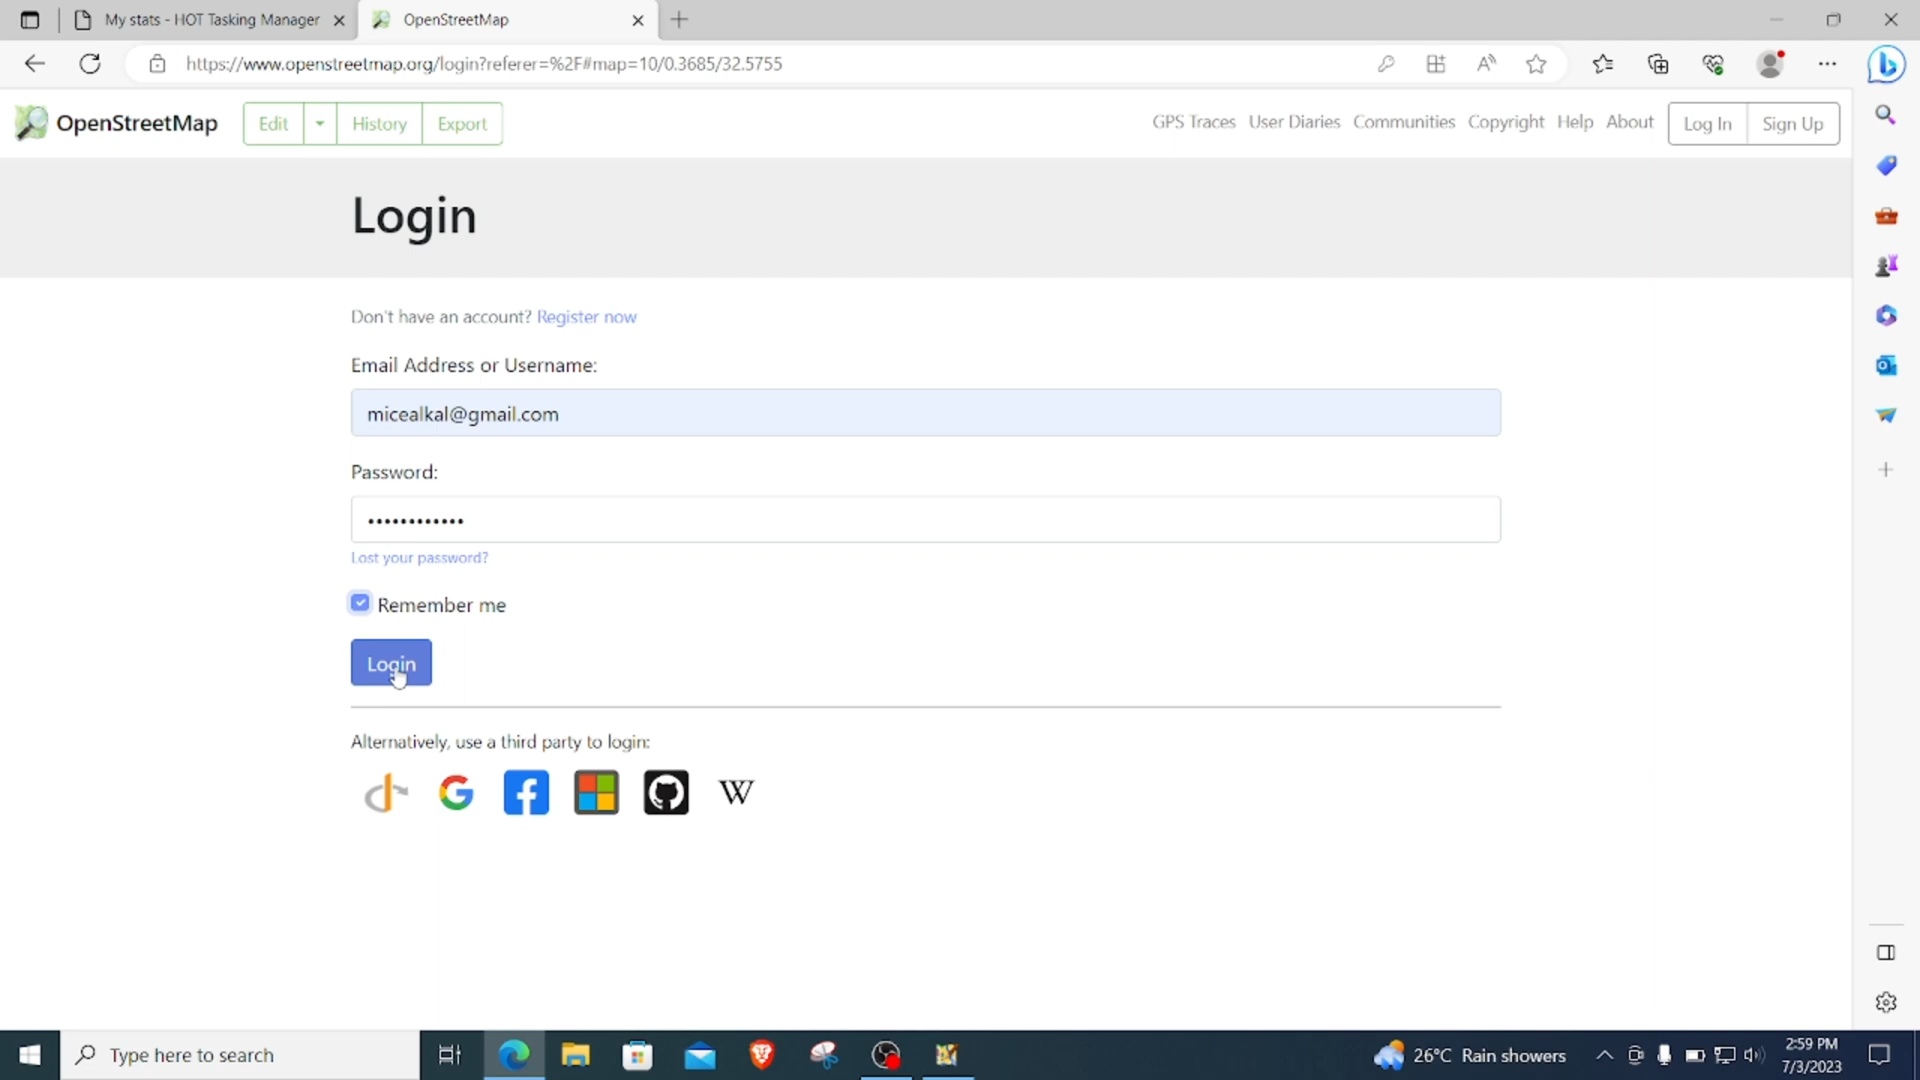 My stats - HOT Tasking Manager
OpenStreetMap
https://www.openstreetmap.org/login?referer=%2F#map=10/0.3685/32.5755
OpenStreetMap
Edit
History
Export
GPS Traces
User Diaries
Communities
Copyright
Help
About
Log In
Sign Up
Login
Don't have an account? Register now
Email Address or Username:
micealkal@gmail.com
Password:
••••••••••••
Lost your password?
Remember me
Login
Alternatively, use a third party to login:
Type here to search
26°C Rain showers
2:59 PM
7/3/2023